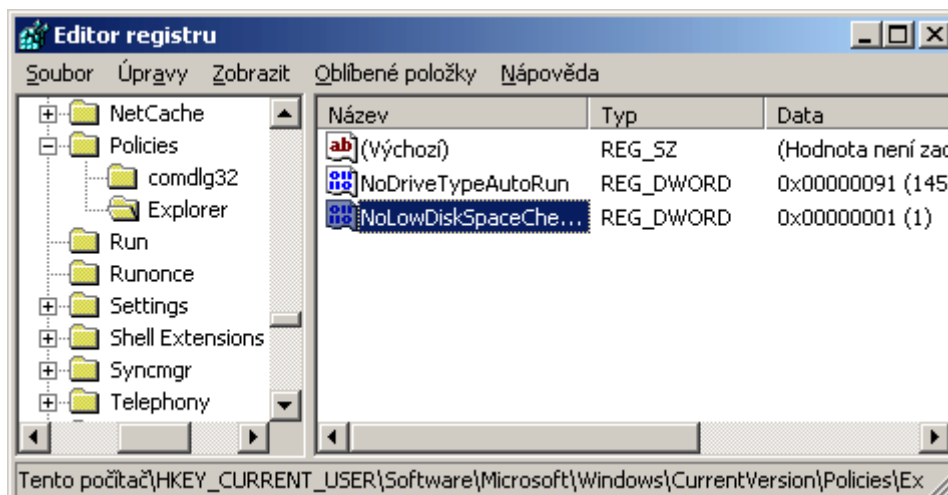 Editor registru
Soubor Úpravy Zobrazit Oblíbené položky Nápověda
NetCache
Policies
comdlg32
Explorer
Run
Runonce
Settings
Shell Extensions
Syncmgr
Telephony
Název Typ Data
(Výchozí) REG_SZ (Hodnota není zad
NoDriveTypeAutoRun REG_DWORD 0x00000091 (145
NoLowDiskSpaceChe... REG_DWORD 0x00000001 (1)
Tento počítač\HKEY_CURRENT_USER\Software\Microsoft\Windows\CurrentVersion\Policies\Ex